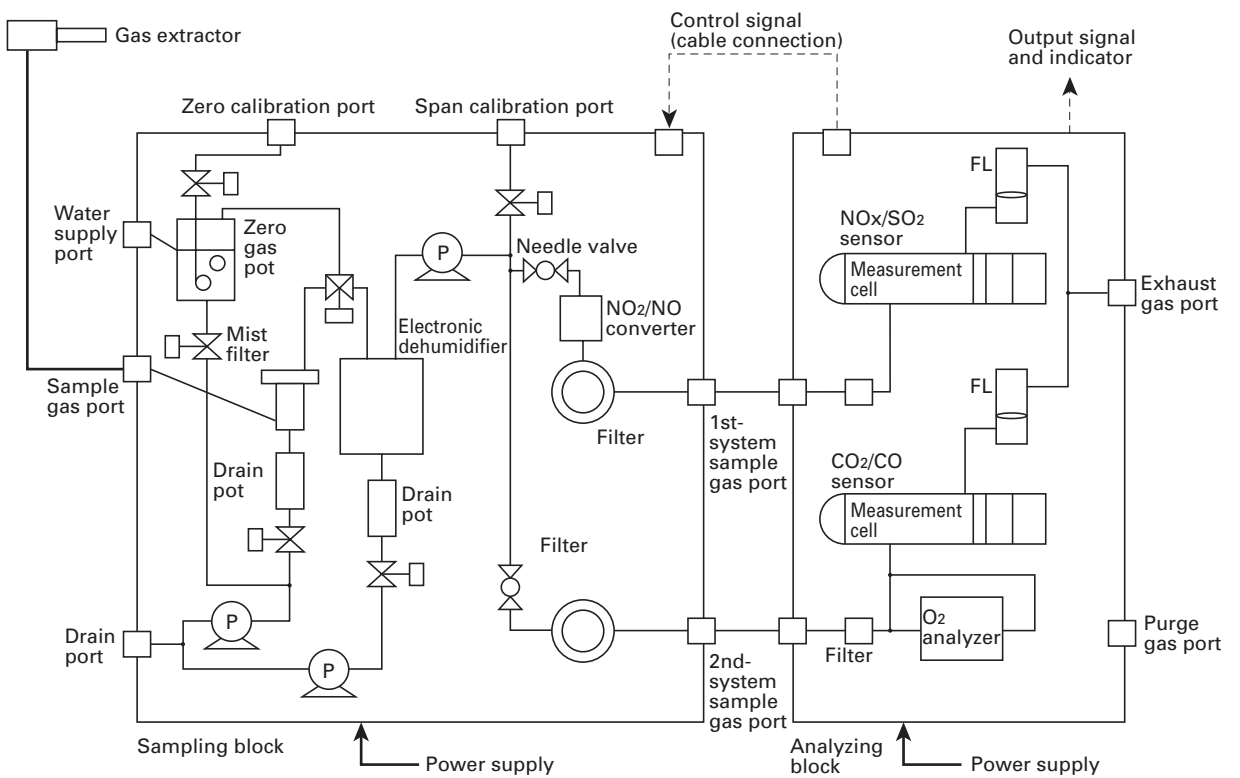 Gas extractor
Control signal
(cable connection)
Output signal
and indicator
Zero calibration port
Span calibration port
FL
Water
supply
port
Zero
gas
pot
Needle valve
NOx/SO2
sensor
Measurement
cell
Exhaust
gas port
P
NO2/NO
converter
Mist
filter
Electronic
dehumidifier
Sample
gas port
FL
Filter
1st-
system
sample
gas port
Drain
pot
Drain
pot
CO2/CO
sensor
Measurement
cell
Filter
Drain
port
P
P
O2
analyzer
Filter
Purge
gas port
2nd-
system
sample
gas port
Sampling block
Power supply
Analyzing
block
Power supply